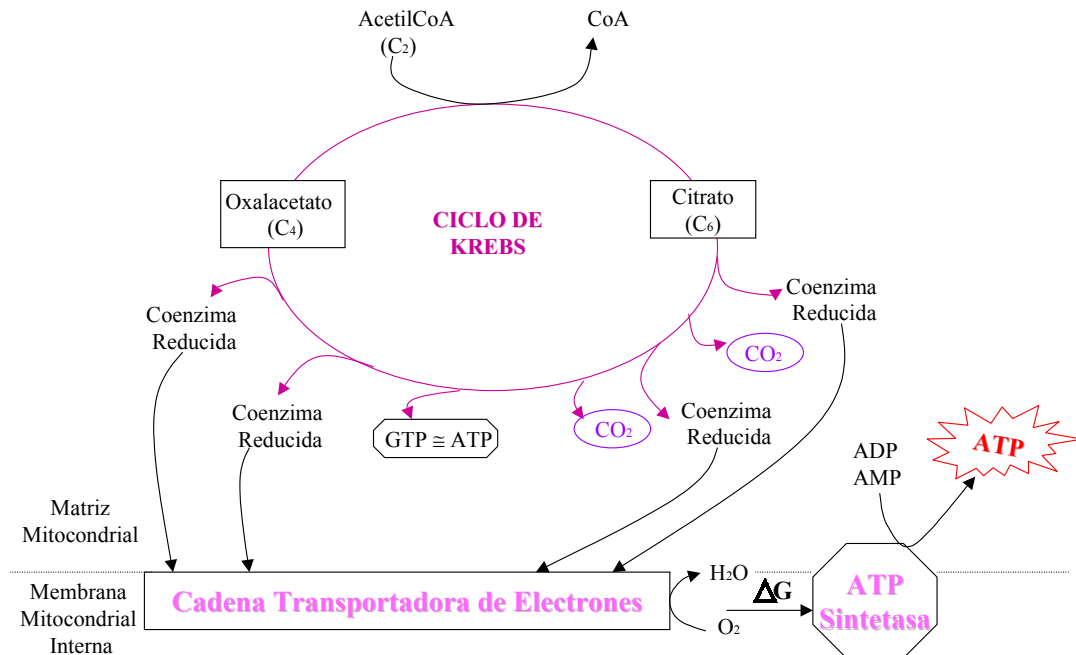 AcetilCoA
(C₂)
CoA
Oxalacetato
(C₄)
CICLO DE
KREBS
Citrato
(C₆)
Coenzima
Reducida
Coenzima
Reducida
CO₂
Coenzima
Reducida
GTP ≅ ATP
CO₂
Coenzima
Reducida
ADP
AMP
ATP
Matriz
Mitocondrial
Membrana
Mitocondrial
Interna
Cadena Transportadora de Electrones
H₂O
O₂
ΔG
ATP
Sintetasa